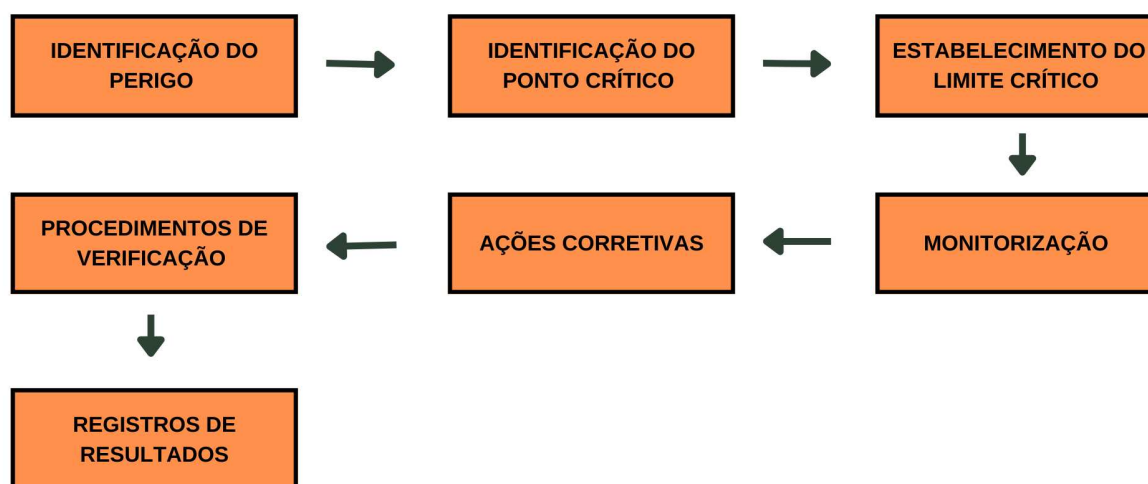 IDENTIFICAÇÃO DO
PERIGO
IDENTIFICAÇÃO DO
PONTO CRÍTICO
ESTABELECIMENTO DO
LIMITE CRÍTICO
MONITORIZAÇÃO
AÇÕES CORRETIVAS
PROCEDIMENTOS DE
VERIFICAÇÃO
REGISTROS DE
RESULTADOS